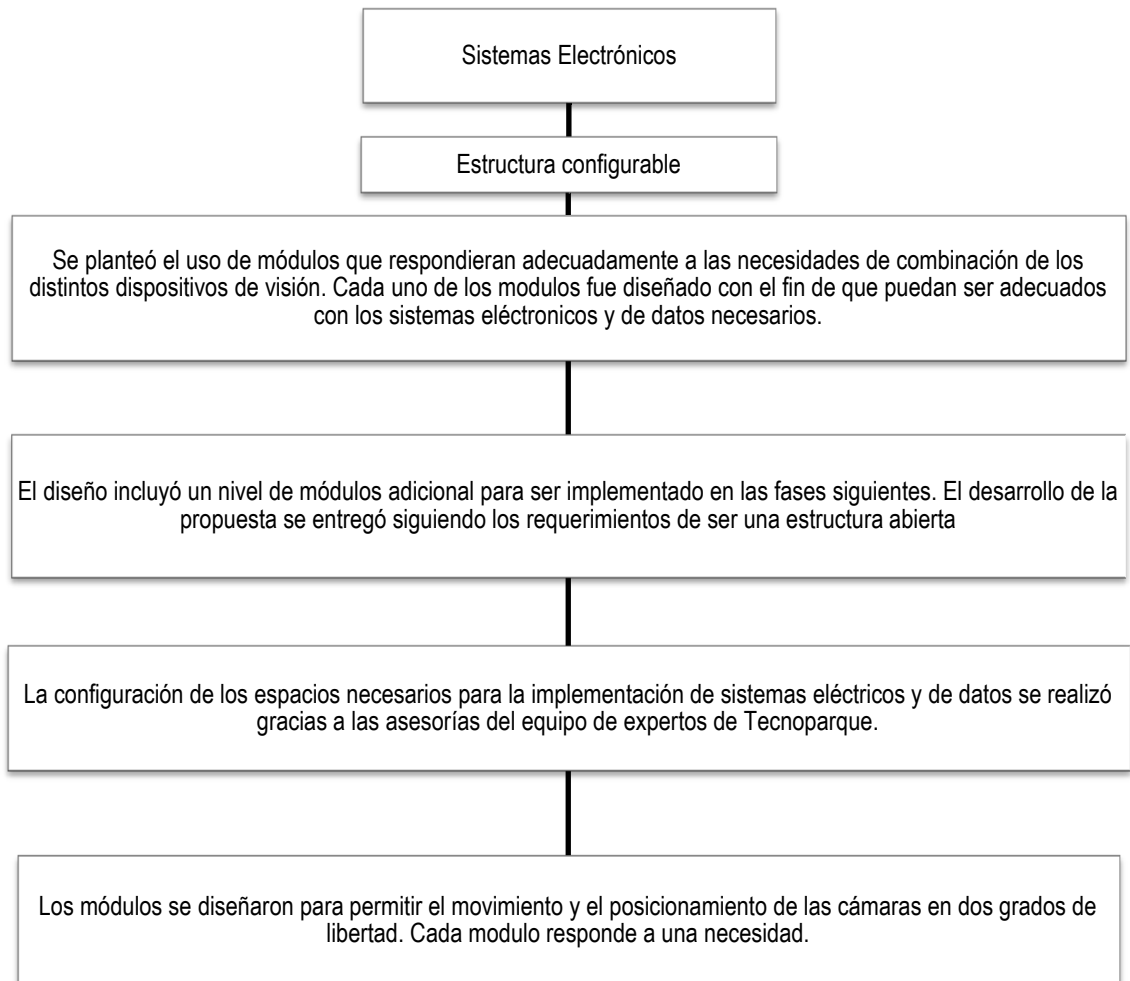 Sistemas Electrónicos
Estructura configurable
Se planteó el uso de módulos que respondieran adecuadamente a las necesidades de combinación de los
distintos dispositivos de visión. Cada uno de los modulos fue diseñado con el fin de que puedan ser adecuados
con los sistemas eléctronicos y de datos necesarios.
El diseño incluyó un nivel de módulos adicional para ser implementado en las fases siguientes. El desarrollo de la
propuesta se entregó siguiendo los requerimientos de ser una estructura abierta
La configuración de los espacios necesarios para la implementación de sistemas eléctricos y de datos se realizó
gracias a las asesorías del equipo de expertos de Tecnoparque.
Los módulos se diseñaron para permitir el movimiento y el posicionamiento de las cámaras en dos grados de
libertad. Cada modulo responde a una necesidad.